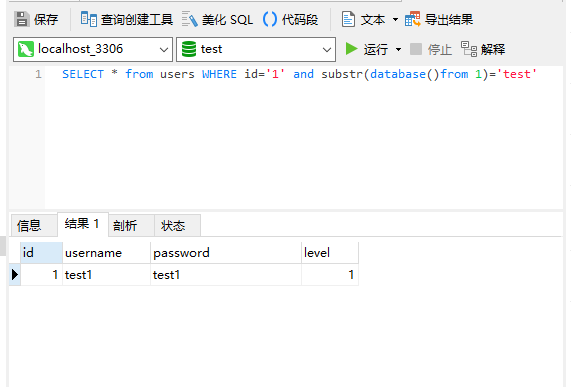 保存 查询创建工具 美化 SQL () 代码段 文本 导出结果
localhost_3306 test 运行 停止 解释
1 SELECT * from users WHERE id='1' and substr(database()from 1)='test'
信息 结果 1 剖析 状态
id username password level
1 test1 test1 1